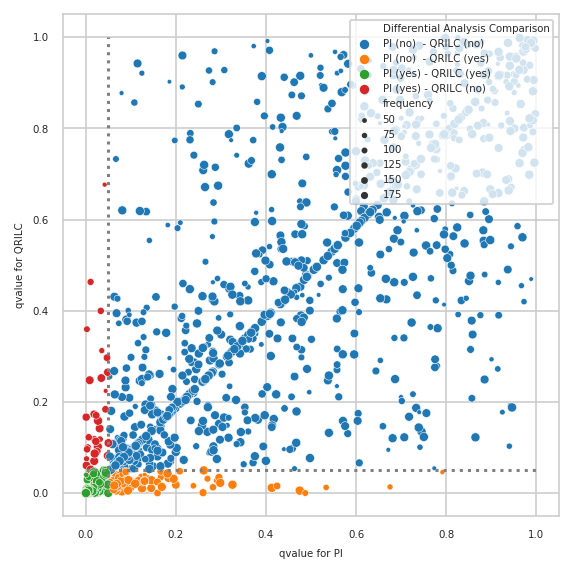 Differential Analysis Comparison
PI (no) - QRILC (no)
PI (no) - QRILC (yes)
PI (yes) - QRILC (yes)
PI (yes) - QRILC (no)
frequency
50
75
100
125
150
175
1.0
0.8
0.6
0.4
0.2
0.0
qvalue for QRILC
0.0 0.2 0.4 0.6 0.8 1.0
qvalue for PI